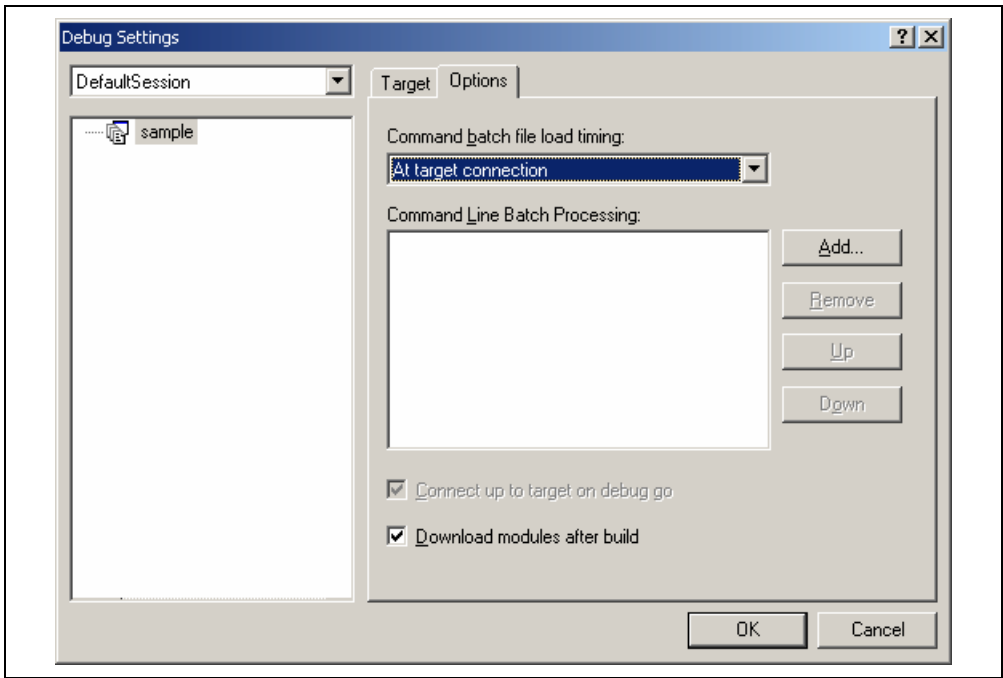 Debug Settings
DefaultSession
sample
Target
Options
Command batch file load timing:
At target connection
Command Line Batch Processing:
Add...
Remove
Up
Down
Connect up to target on debug go
Download modules after build
OK
Cancel